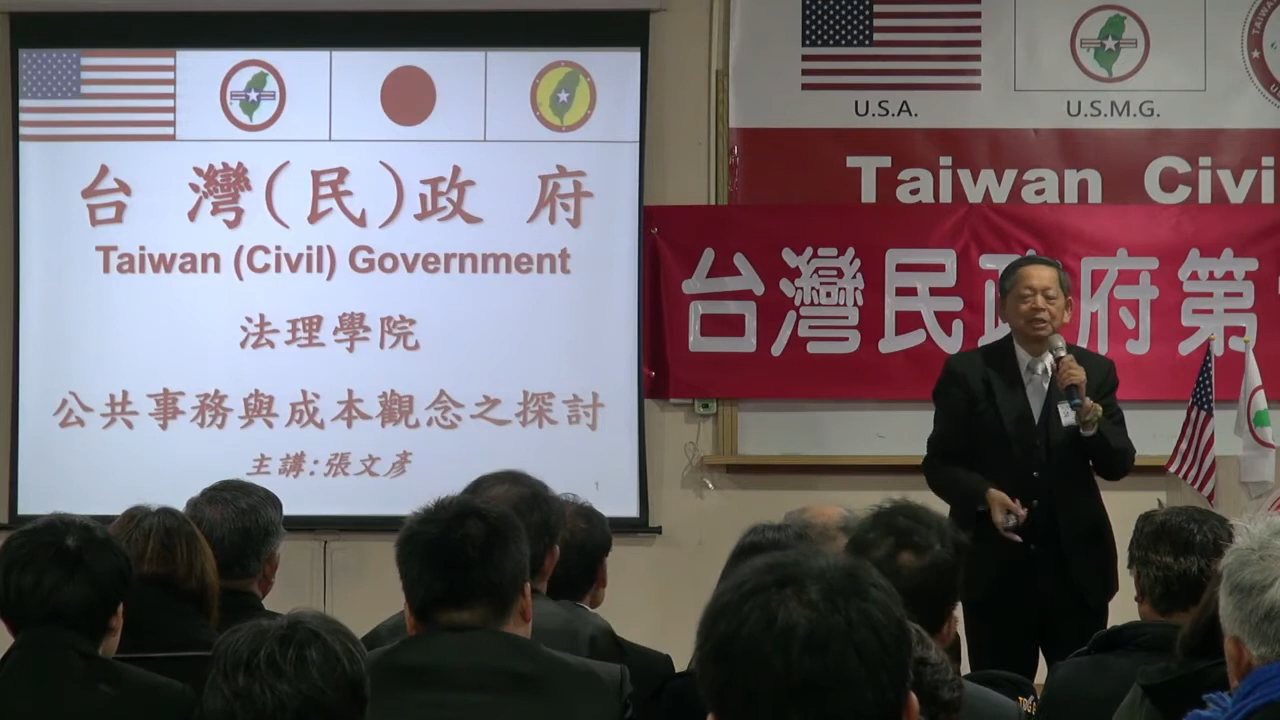 台 灣(民)政 府
Taiwan (Civil) Government
法理學院
公共事務與成本觀念之探討
主講:張文彥
1
U.S.A.
U.S.M.G.
Taiwan Civi
台灣民政府第